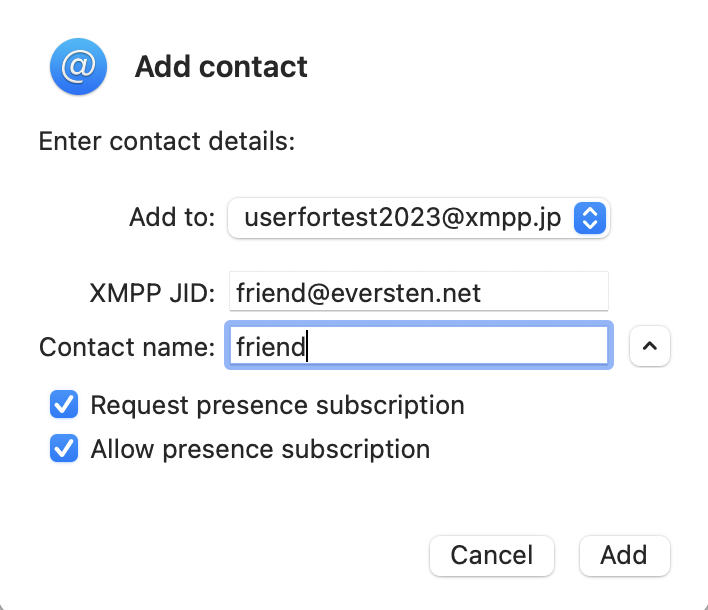 @ Add contact
Enter contact details:
Add to: userfortest2023@xmpp.jp
XMPP JID: friend@eversten.net
Contact name: friend
Request presence subscription
Allow presence subscription
Cancel Add